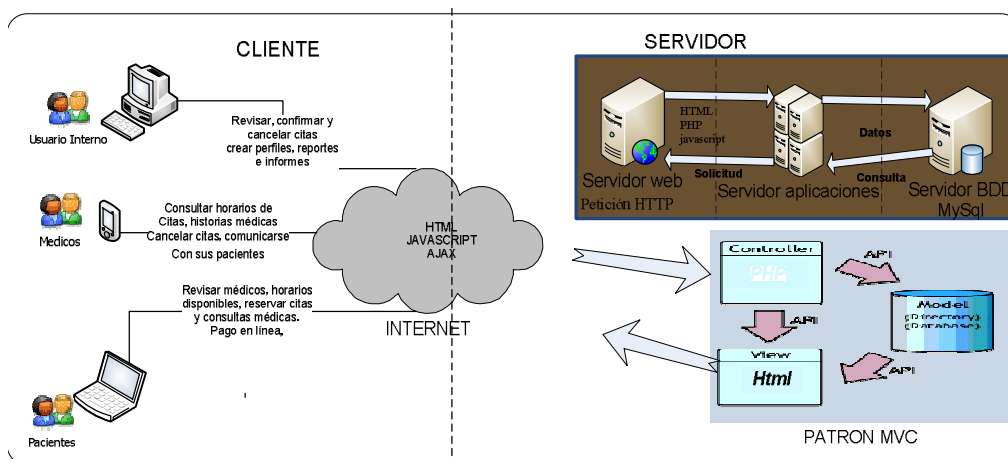 CLIENTE
SERVIDOR
Usuario Interno
Revisar, confirmar y
cancelar citas
crear perfiles, reportes
e informes
Medicos
Consultar horarios de
Citas, historias médicas
Cancelar citas, comunicarse
Con sus pacientes
Revisar médicos, horarios
disponibles, reservar citas
y consultas médicas.
Pago en línea,
Pacientes
HTML
JAVASCRIPT
AJAX
INTERNET
HTML
PHP
javascript
Datos
Solicitud
Consulta
Servidor web
Servidor aplicaciones
Servidor BDD
MySql
Petición HTTP
Controller
PHP
API
API
Model
(Directory)
(Database)
View
Html
API
PATRON MVC